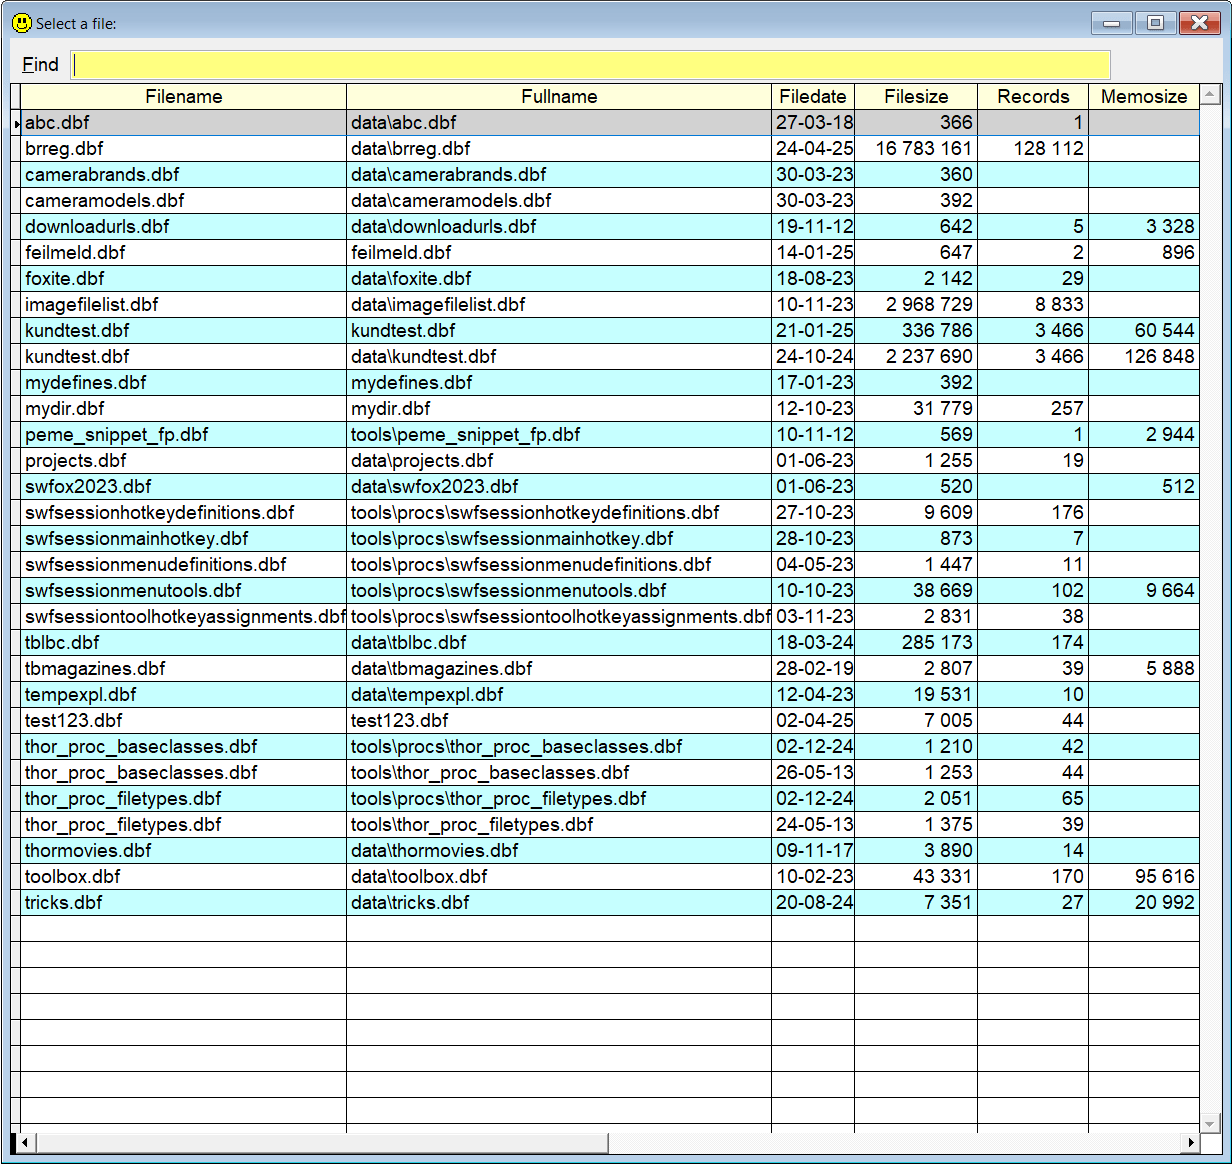 Select a file:
Find
Filename Fullname Filedate Filesize Records Memosize
abc.dbf data\abc.dbf 27-03-18 366 1
brreg.dbf data\brreg.dbf 24-04-25 16 783 161 128 112
camerabrands.dbf data\camerabrands.dbf 30-03-23 360
cameramodels.dbf data\cameramodels.dbf 30-03-23 392
downloadurls.dbf data\downloadurls.dbf 19-11-12 642 5 3 328
feilmeld.dbf feilmeld.dbf 14-01-25 647 2 896
foxite.dbf data\foxite.dbf 18-08-23 2 142 29
imagefilelist.dbf data\imagefilelist.dbf 10-11-23 2 968 729 8 833
kundtest.dbf kundtest.dbf 21-01-25 336 786 3 466 60 544
kundtest.dbf data\kundtest.dbf 24-10-24 2 237 690 3 466 126 848
mydefines.dbf mydefines.dbf 17-01-23 392
mydir.dbf mydir.dbf 12-10-23 31 779 257
peme_snippet_fp.dbf tools\peme_snippet_fp.dbf 10-11-12 569 1 2 944
projects.dbf data\projects.dbf 01-06-23 1 255 19
swfox2023.dbf data\swfox2023.dbf 01-06-23 520 512
swfsessionhotkeydefinitions.dbf tools\procs\swfsessionhotkeydefinitions.dbf 27-10-23 9 609 176
swfsessionmainhotkey.dbf tools\procs\swfsessionmainhotkey.dbf 28-10-23 873 7
swfsessionmenudefinitions.dbf tools\procs\swfsessionmenudefinitions.dbf 04-05-23 1 447 11
swfsessionmenutools.dbf tools\procs\swfsessionmenutools.dbf 10-10-23 38 669 102 9 664
swfsessiontoolhotkeyassignments.dbf tools\procs\swfsessiontoolhotkeyassignments.dbf 03-11-23 2 831 38
tblbc.dbf data\tblbc.dbf 18-03-24 285 173 174
tbmagazines.dbf data\tbmagazines.dbf 28-02-19 2 807 39 5 888
tempexpl.dbf data\tempexpl.dbf 12-04-23 19 531 10
test123.dbf test123.dbf 02-04-25 7 005 44
thor_proc_baseclasses.dbf tools\procs\thor_proc_baseclasses.dbf 02-12-24 1 210 42
thor_proc_baseclasses.dbf tools\thor_proc_baseclasses.dbf 26-05-13 1 253 44
thor_proc_filetypes.dbf tools\procs\thor_proc_filetypes.dbf 02-12-24 2 051 65
thor_proc_filetypes.dbf tools\thor_proc_filetypes.dbf 24-05-13 1 375 39
thormovies.dbf data\thormovies.dbf 09-11-17 3 890 14
toolbox.dbf data\toolbox.dbf 10-02-23 43 331 170 95 616
tricks.dbf data\tricks.dbf 20-08-24 7 351 27 20 992